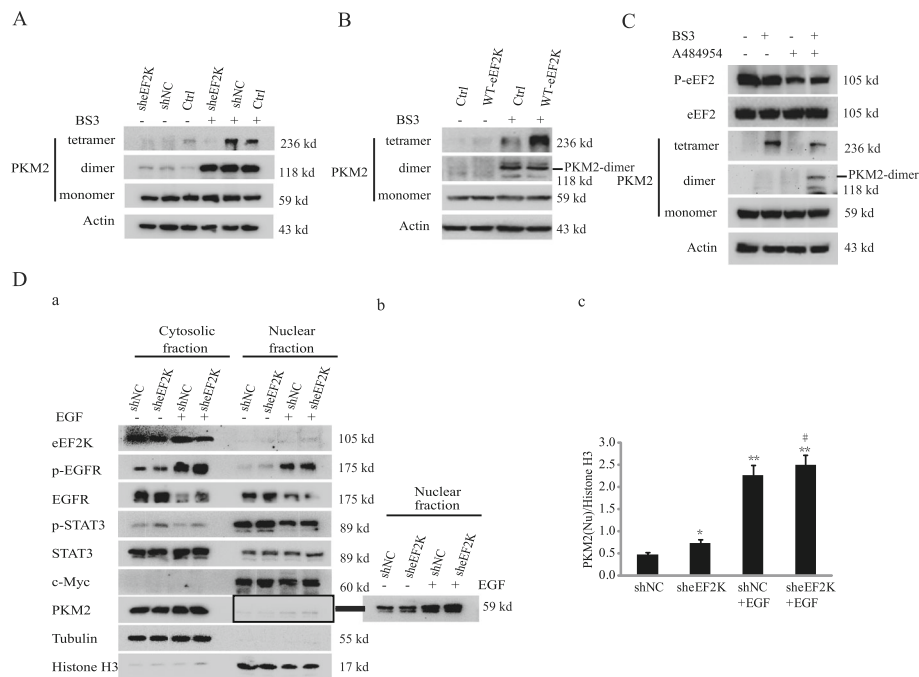 A
sheEF2K shNC Ctrl sheEF2K shNC Ctrl
BS3 - - - + + +
PKM2
tetramer 236 kd
dimer 118 kd
monomer 59 kd
Actin 43 kd
B
Ctrl WT-eEF2K Ctrl WT-eEF2K
BS3 - - + +
PKM2
tetramer 236 kd
dimer PKM2-dimer
118 kd
monomer 59 kd
Actin 43 kd
C
BS3 - + - +
A484954 - - + +
P-eEF2 105 kd
eEF2 105 kd
PKM2
tetramer 236 kd
dimer PKM2-dimer
118 kd
monomer 59 kd
Actin 43 kd
D
a
Cytosolic fraction
Nuclear fraction
shNC sheEF2K shNC sheEF2K shNC sheEF2K shNC sheEF2K
EGF - - + + - - + +
eEF2K 105 kd
p-EGFR 175 kd
EGFR 175 kd
p-STAT3 89 kd
STAT3 89 kd
c-Myc 60 kd
PKM2
Tubulin 55 kd
Histone H3 17 kd
b
Nuclear
fraction
shNC sheEF2K shNC sheEF2K
- - + + EGF
59 kd
c
PKM2(Nu)/Histone H3
3.0
2.5
2.0
1.5
1.0
0.5
0
*
**
#
**
shNC sheEF2K shNC +EGF sheEF2K +EGF